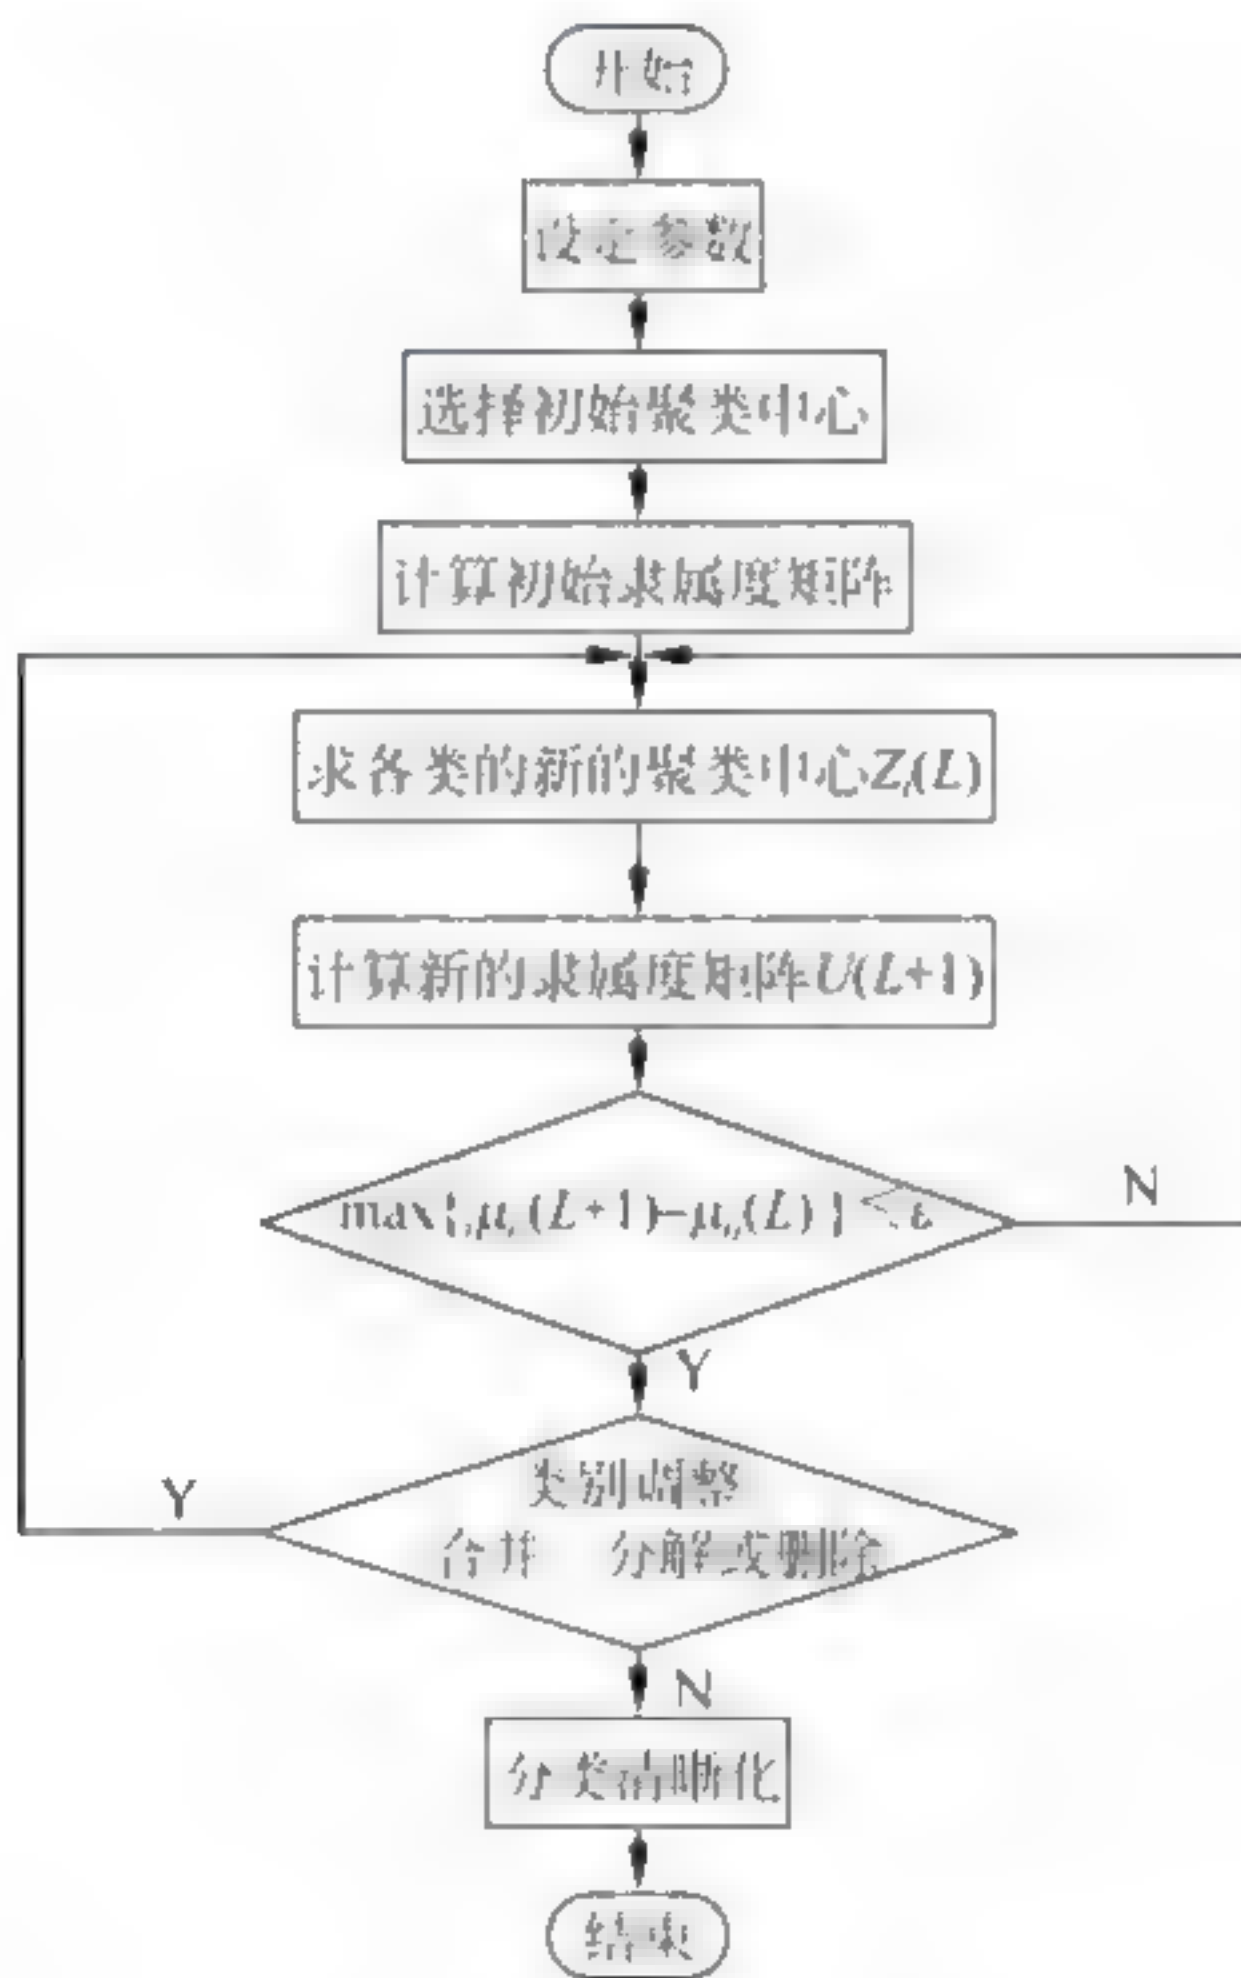 开始
设定参数
选择初始聚类中心
计算初始隶属度矩阵
求各类的新的聚类中心Zᵢ(L)
计算新的隶属度矩阵U(L+1)
max{ (L+1)-μᵢⱼ(L)}≤ε
N
Y
类别调整
Y
合并 分解或删除
N
分类清晰化
结束